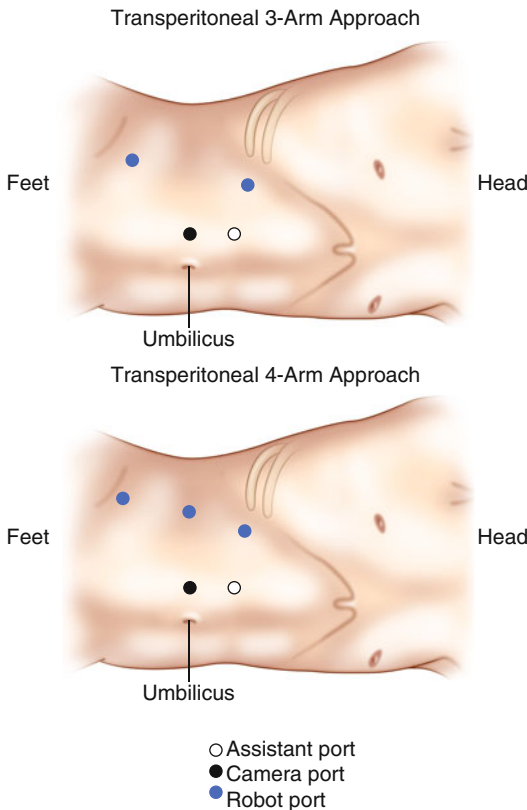 Transperitoneal 3-Arm Approach
Feet
Head
Umbilicus
Transperitoneal 4-Arm Approach
Feet
Head
Umbilicus
Assistant port
Camera port
Robot port